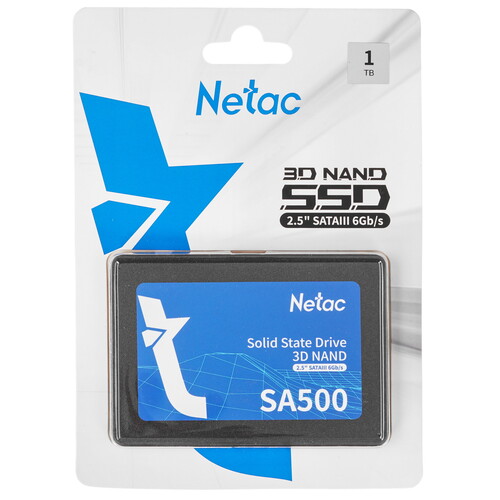 1
TB
Netac
3D NAND
SSD
2.5" SATAIII 6Gb/s
Netac
Solid State Drive
3D NAND
2.5" SATAIII 6Gb/s
SA500